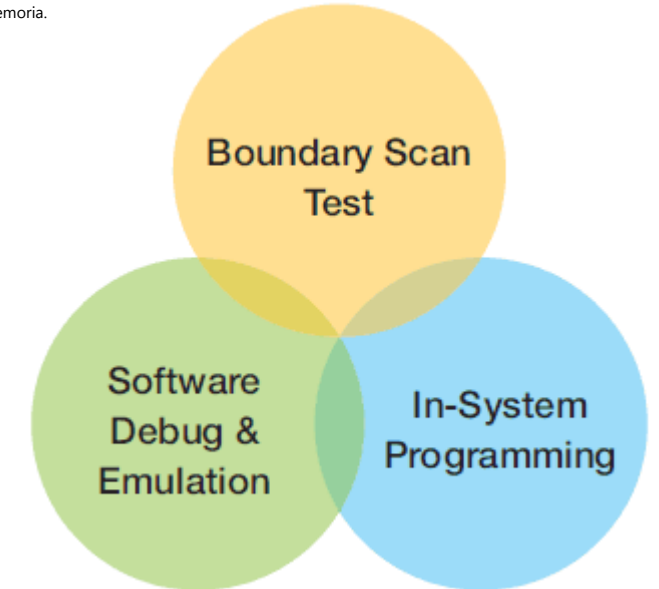 emoria.
Boundary Scan
Test
Software
Debug &
Emulation
In-System
Programming